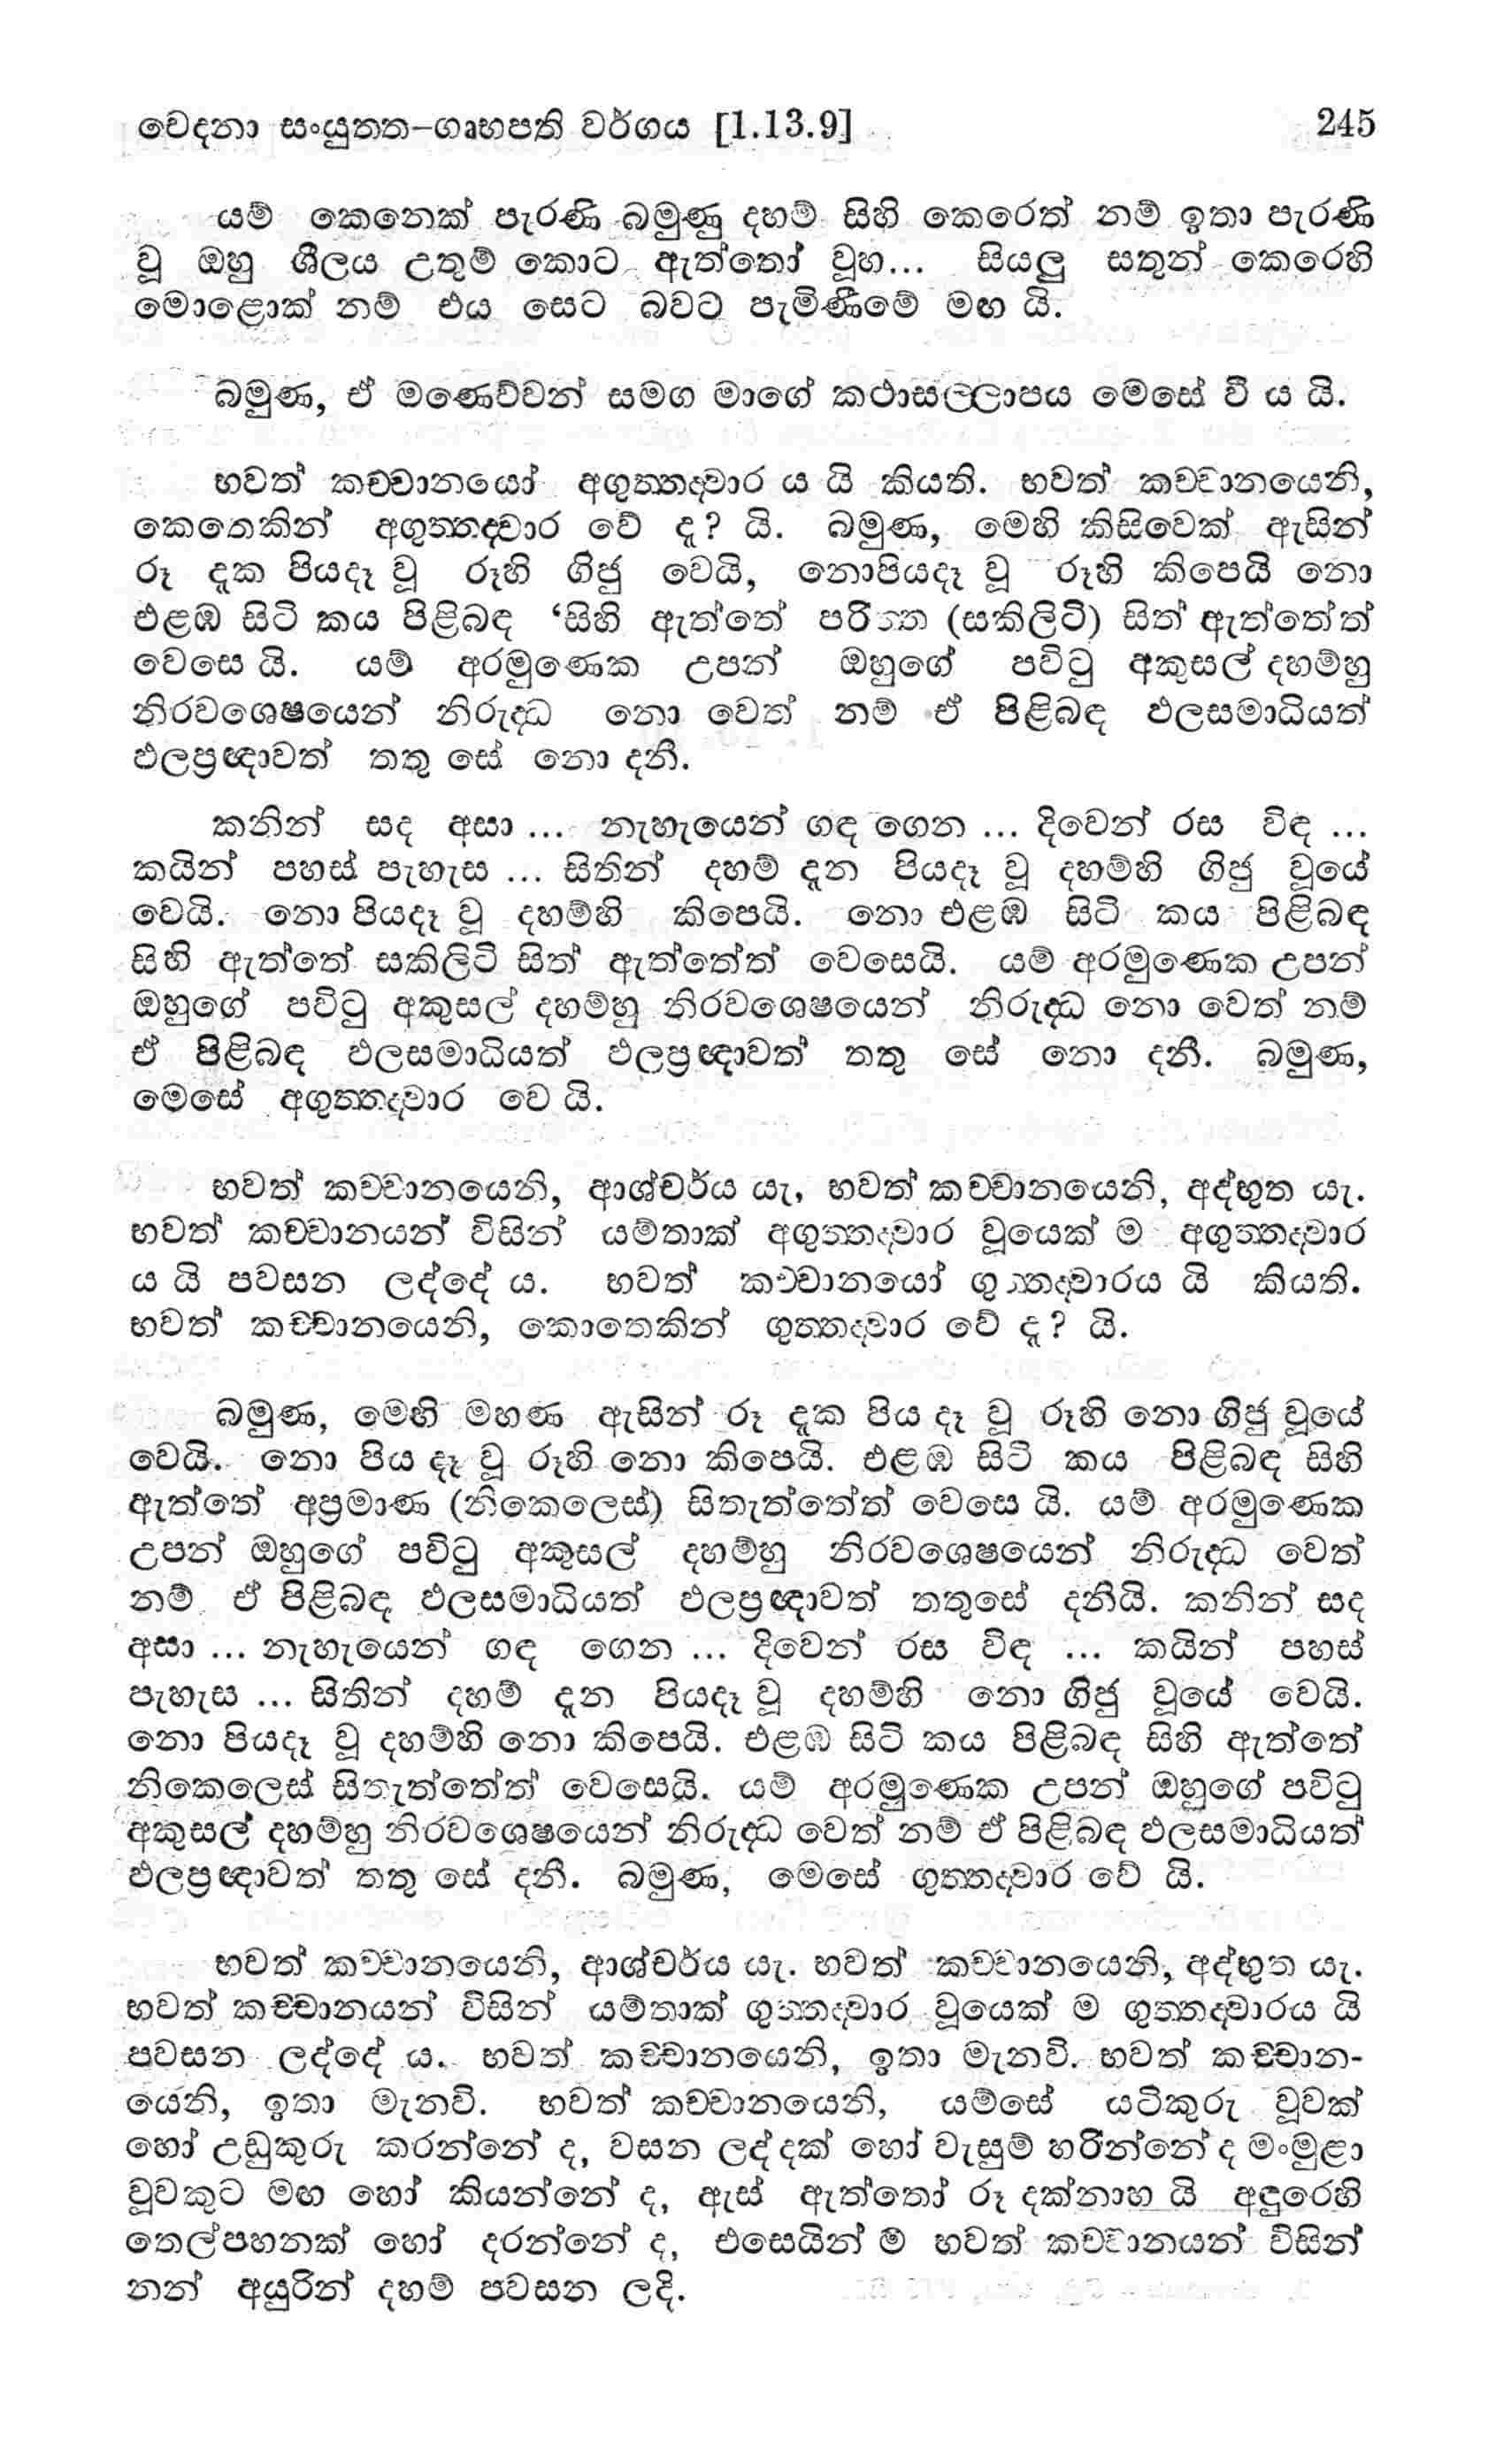 වෙදනා සංයුතත–ගෘහපති වර්ගය [1.13.9] 245
යම් කෙනෙක් පැරණි බමුණු දහම් සිහි කෙරෙත් නම් ඉතා පැරණි
වූ ඔහු ශීලය උතුම් කොට ඇත්තෝ වූහ... සියලු සතුන් කෙරෙහි
මොළොක් නම් එය සෙට බවට පැමිණීමේ මඟ යි.
බමුණ, ඒ ඔණෙව්වන් සමග මාගේ කථාසල්ලාපය මෙසේ වී ය යි.
භවත් කච්චානයෝ අගුත්තද්වාර ය යි කියති. භවත් කච්චානයෙනි,
කෙතෙකින් අගුත්තද්වාර වේ දැ? යි. බමුණ, මෙහි කිසිවෙක් ඇසින්
රූ දැක පියදෑ වූ රූහි ගිජු වෙයි, නොපියදෑ වූ රූහි කිපෙයි නො
එළඹ සිටි කය පිළිබඳ ‘සිහි ඇත්තේ පරිත්ත (සකිලිටි) සිත් ඇත්තේත්
වෙසෙ යි. යම් අරමුණෙක උපන් ඔහුගේ පවිටු අකුසල් දහම්හු
නිරවශෙෂයෙන් නිරුද්ධ නො වෙත් නම් ඒ පිළිබඳ ඵලසමාධියත්
ඵලප්‍රඥාවත් තතු සේ නො දනී.
කනින් සද අසා ... නැහැයෙන් ගඳ ගෙන ... දිවෙන් රස විඳ ...
කයින් පහස් පැහැස ... සිතින් දහම් දැන පියදෑ වූ දහම්හි ගිජු වූයේ
වෙයි. නො පියදෑ වූ දහම්හි කිපෙයි. නො එළඹ සිටි කය පිළිබඳ
සිහි ඇත්තේ සකිලිටි සිත් ඇත්තේත් වෙසෙයි. යම් අරමුණෙක උපන්
ඔහුගේ පවිටු අකුසල් දහම්හු නිරවශෙෂයෙන් නිරුද්ධ නො වෙත් නම්
ඒ පිළිබඳ ඵලසමාධියත් ඵලප්‍රඥාවත් තතු සේ නො දනී. බමුණ,
මෙසේ අගුත්තද්වාර වෙ යි.
භවත් කච්චානයෙනි, ආශ්චර්ය යැ, භවත් කච්චානයෙනි, අද්භූත යැ.
භවත් කච්චානයන් විසින් යම්තාක් අගුත්තද්වාර වූයෙක් ම අගුත්තද්වාර
ය යි පවසන ලද්දේ ය. භවත් කච්චානයෝ ගුත්තද්වාරය යි කියති.
භවත් කච්චානයෙනි, කොතෙකින් ගුත්තද්වාර වේ දැ? යි.
බමුණ, මෙහි මහණ ඇසින් රූ දැක පිය දෑ වූ රූහි නො ගිජු වූයේ
වෙයි. නො පිය දෑ වූ රූහි නො කිපෙයි. එළඹ සිටි කය පිළිබඳ සිහි
ඇත්තේ අප්‍රමාණ (නිකෙලෙස්) සිතැත්තේත් වෙසෙ යි. යම් අරමුණෙක
උපන් ඔහුගේ පවිටු අකුසල් දහම්හු නිරවශෙෂයෙන් නිරුද්ධ වෙත්
නම් ඒ පිළිබඳ ඵලසමාධියත් ඵලප්‍රඥාවත් තතුසේ දනියි. කනින් සද
අසා ... නැහැයෙන් ගඳ ගෙන ... දිවෙන් රස විඳ ... කයින් පහස්
පැහැස ... සිතින් දහම් දැන පියදෑ වූ දහම්හි නො ගිජු වූයේ වෙයි.
නො පියදෑ වූ දහම්හි නො කිපෙයි. එළඹ සිටි කය පිළිබඳ සිහි ඇත්තේ
නිකෙලෙස් සිතැත්තේත් වෙසෙයි. යම් අරමුණෙක උපන් ඔහුගේ පවිටු
අකුසල් දහම්හු නිරවශෙෂයෙන් නිරුද්ධ වෙත් නම් ඒ පිළිබඳ ඵලසමාධියත්
ඵලප්‍රඥාවත් තතු සේ දනී. බමුණ, මෙසේ ගුත්තද්වාර වේ යි.
භවත් කච්චානයෙනි, ආශ්චර්ය යැ. භවත් කච්චානයෙනි, අද්භූත යැ.
භවත් කච්චානයන් විසින් යම්තාක් ගුත්තද්වාර වූයෙක් ම ගුත්තද්වාරය යි
පවසන ලද්දේ ය. භවත් කච්චානයෙනි, ඉතා මැනවි. භවත් කච්චාන-
යෙනි, ඉතා මැනවි. භවත් කච්චානයෙනි, යම්සේ යටිකුරු වූවක්
හෝ උඩුකුරු කරන්නේ ද, වසන ලද්දක් හෝ වැසුම් හරින්නේ ද මංමුළා
වූවකුට මඟ හෝ කියන්නේ ද, ඇස් ඇත්තෝ රූ දක්නාහ යි අඳුරෙහි
තෙල්පහනක් හෝ දරන්නේ ද, එසෙයින් ම භවත් කච්චානයන් විසින්
නන් අයුරින් දහම් පවසන ලදි.